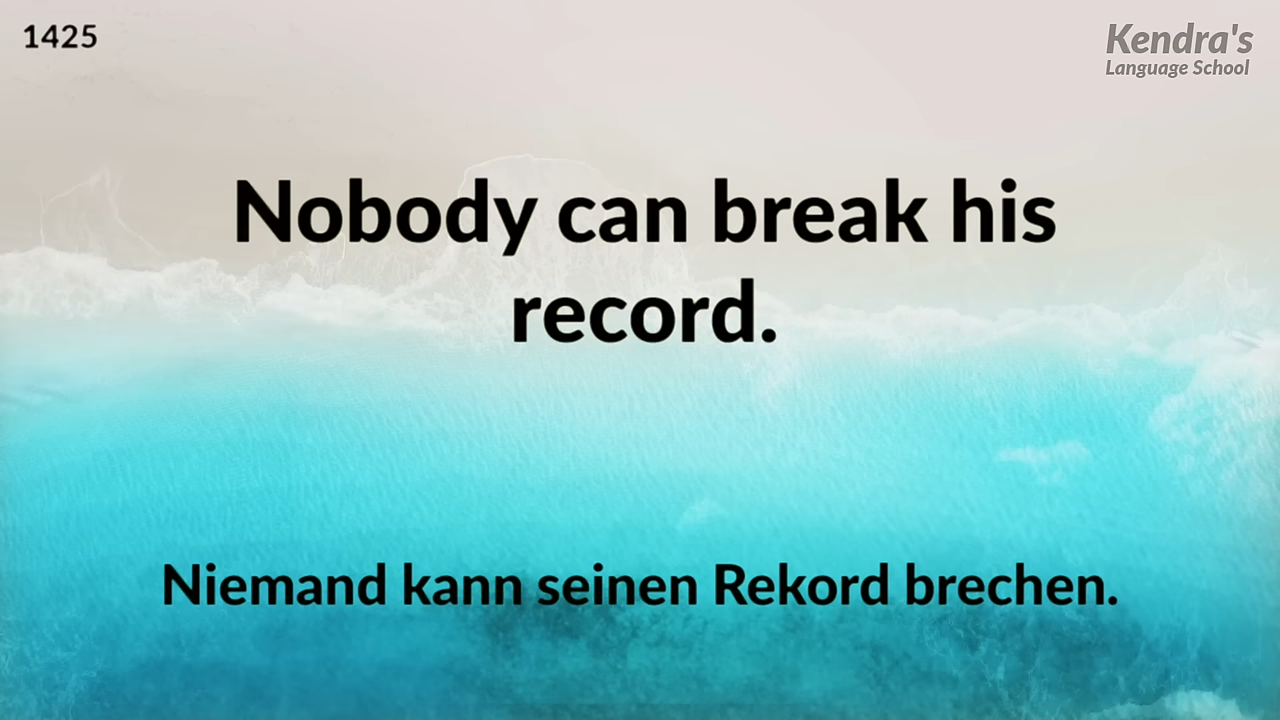 1425
Kendra's
Language School
Nobody can break his
record.
Niemand kann seinen Rekord brechen.